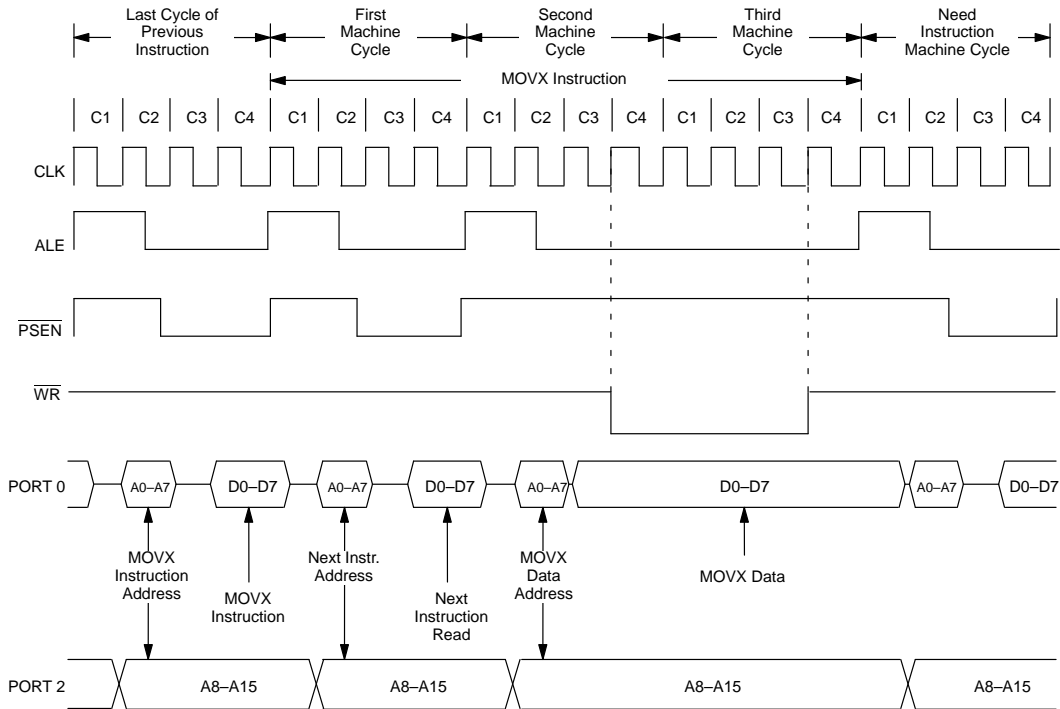 Last Cycle of
Previous
Instruction
First
Machine
Cycle
Second
Machine
Cycle
Third
Machine
Cycle
Need
Instruction
Machine Cycle
MOVX Instruction
C1 C2 C3 C4 C1 C2 C3 C4 C1 C2 C3 C4 C1 C2 C3 C4 C1 C2 C3 C4
CLK
ALE
PSEN
WR
PORT 0 A0–A7 D0–D7 A0–A7 D0–D7 A0–A7 D0–D7 A0–A7 D0–D7
MOVX
Instruction
Address
MOVX
Instruction
Next Instr.
Address
Next
Instruction
Read
MOVX
Data
Address
MOVX Data
PORT 2 A8–A15 A8–A15 A8–A15 A8–A15